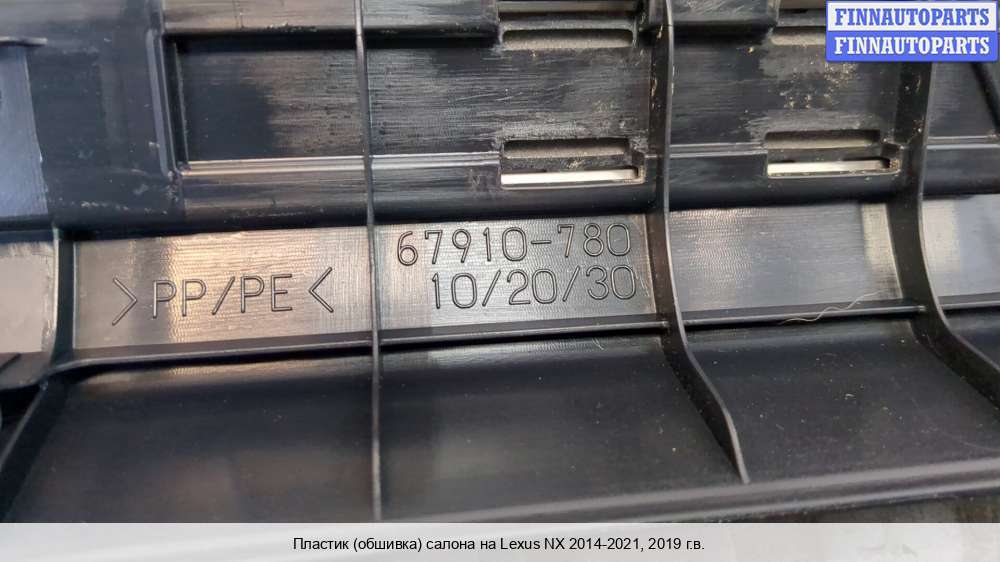 FINNAUTOPARTS
FINNAUTOPARTS
67910-780
>PP/PE< 10/20/30
Пластик (обшивка) салона на Lexus NX 2014-2021, 2019 г.в.